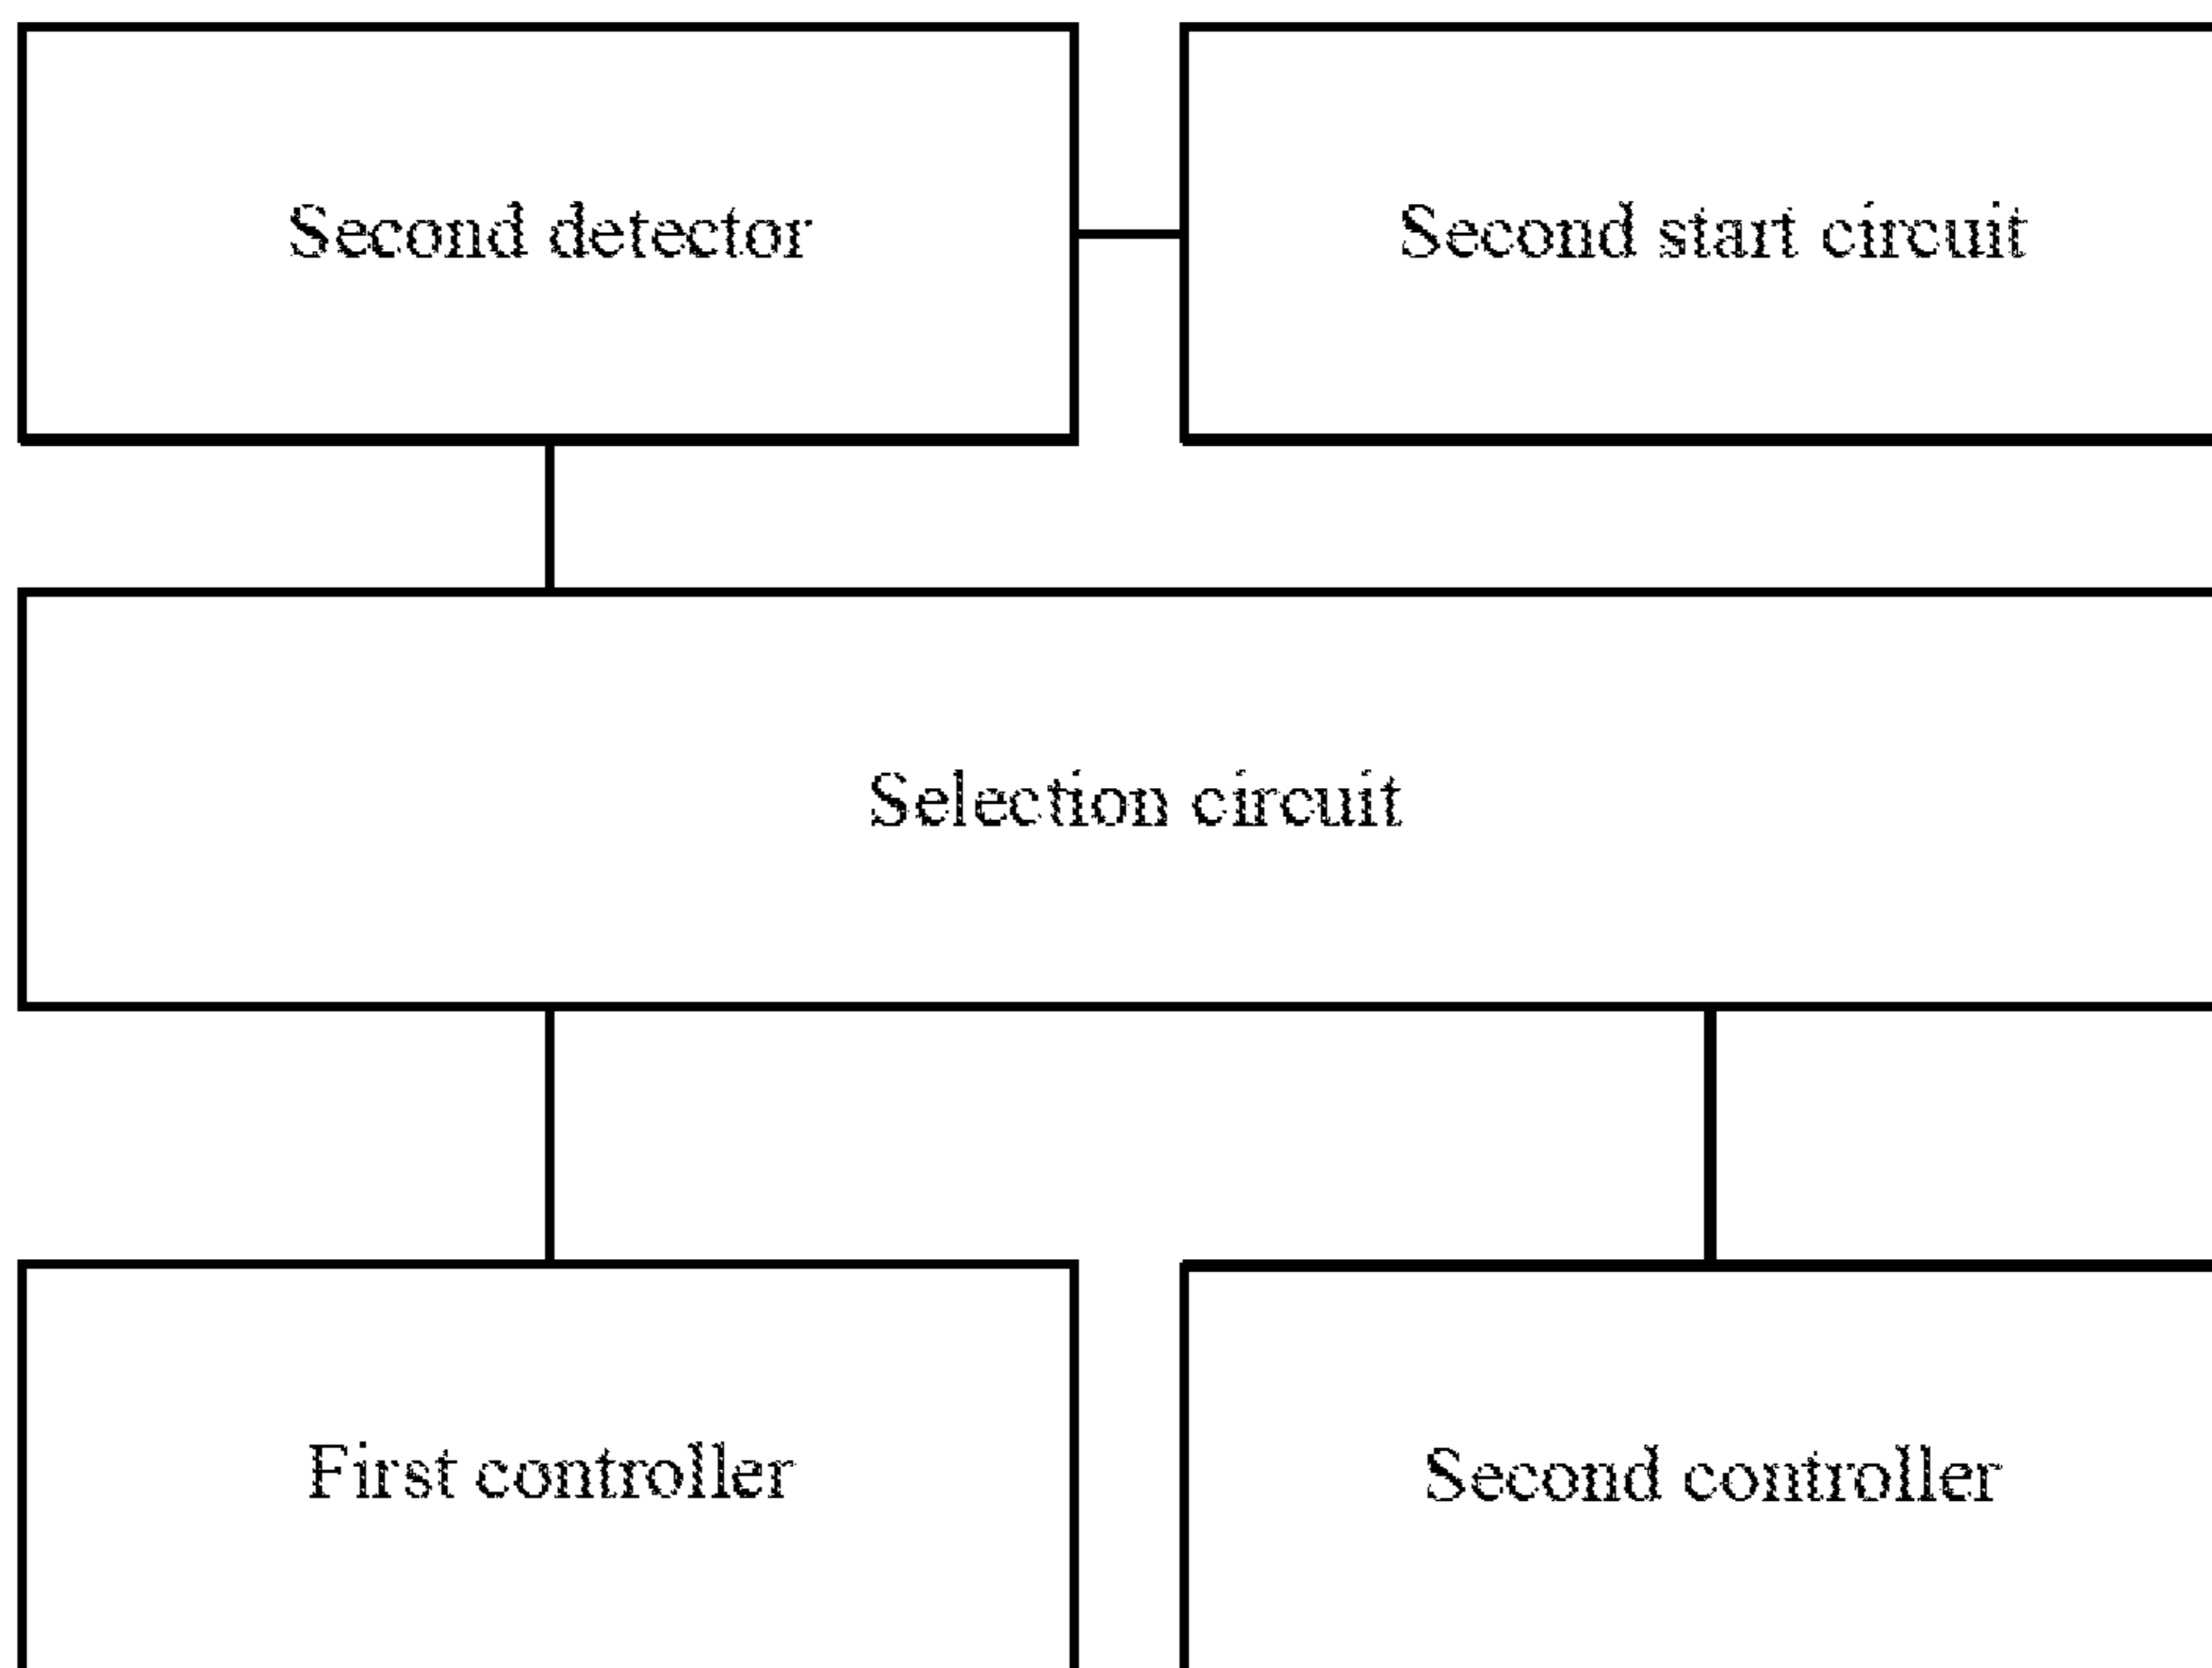 Second detector
Second start circuit
Selection circuit
First controller
Second controller